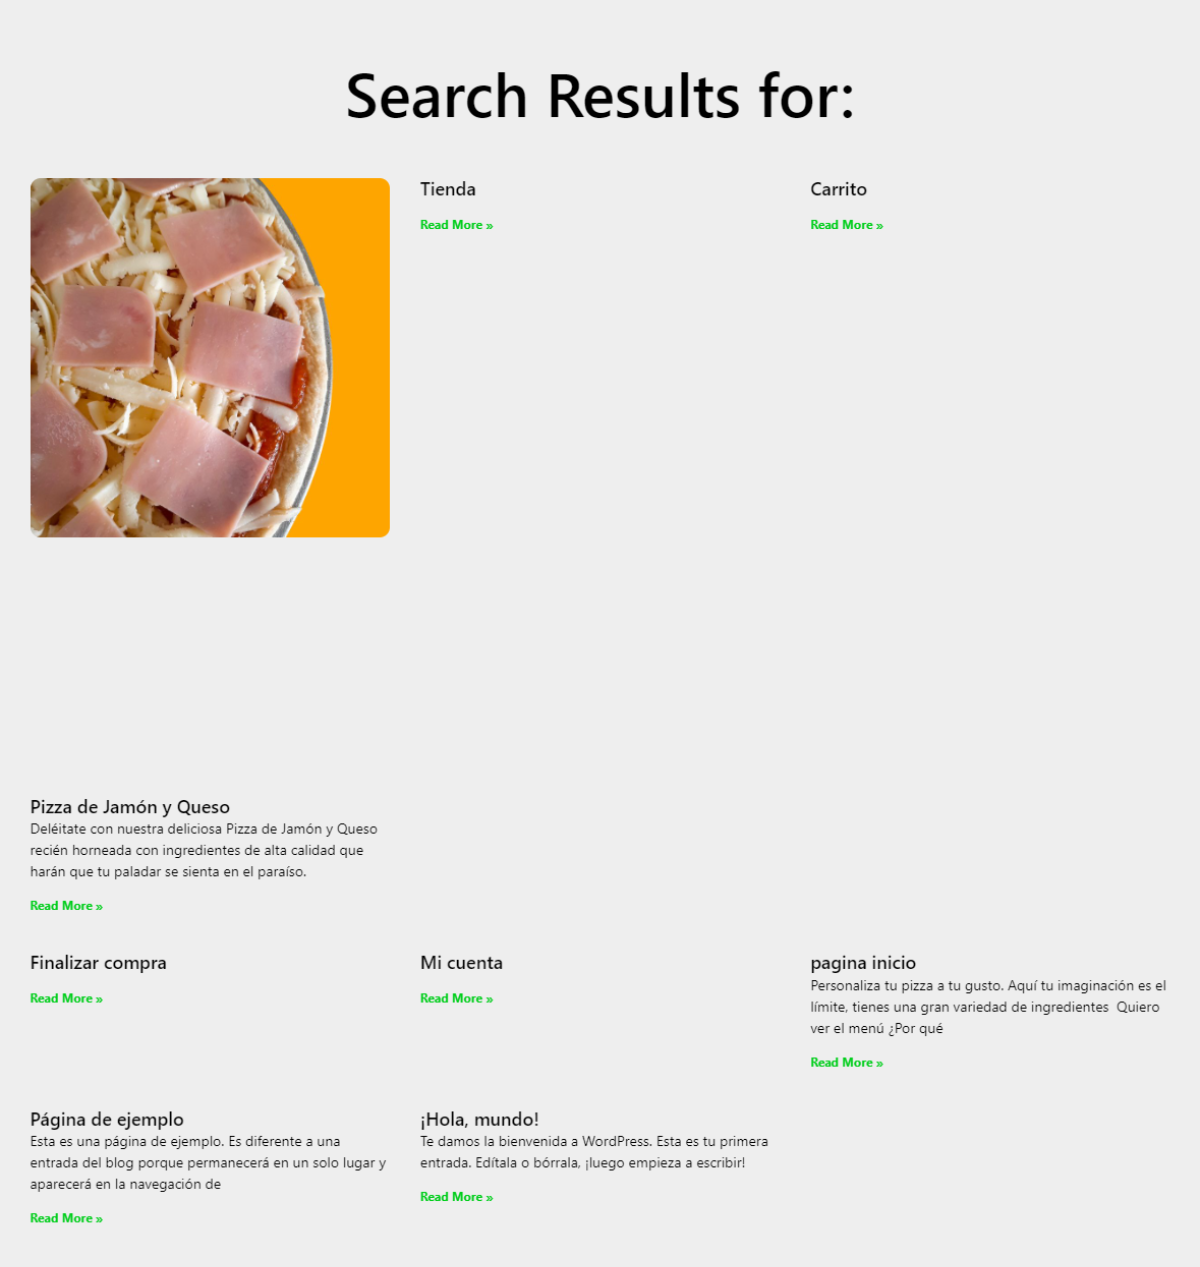 Search Results for:
Tienda
Read More »
Carrito
Read More »
Pizza de Jamón y Queso
Deléitate con nuestra deliciosa Pizza de Jamón y Queso
recién horneada con ingredientes de alta calidad que
harán que tu paladar se sienta en el paraíso.
Read More »
Finalizar compra
Read More »
Mi cuenta
Read More »
pagina inicio
Personaliza tu pizza a tu gusto. Aquí tu imaginación es el
límite, tienes una gran variedad de ingredientes  Quiero
ver el menú ¿Por qué
Read More »
Página de ejemplo
Esta es una página de ejemplo. Es diferente a una
entrada del blog porque permanecerá en un solo lugar y
aparecerá en la navegación de
Read More »
¡Hola, mundo!
Te damos la bienvenida a WordPress. Esta es tu primera
entrada. Edítala o bórrala, ¡luego empieza a escribir!
Read More »